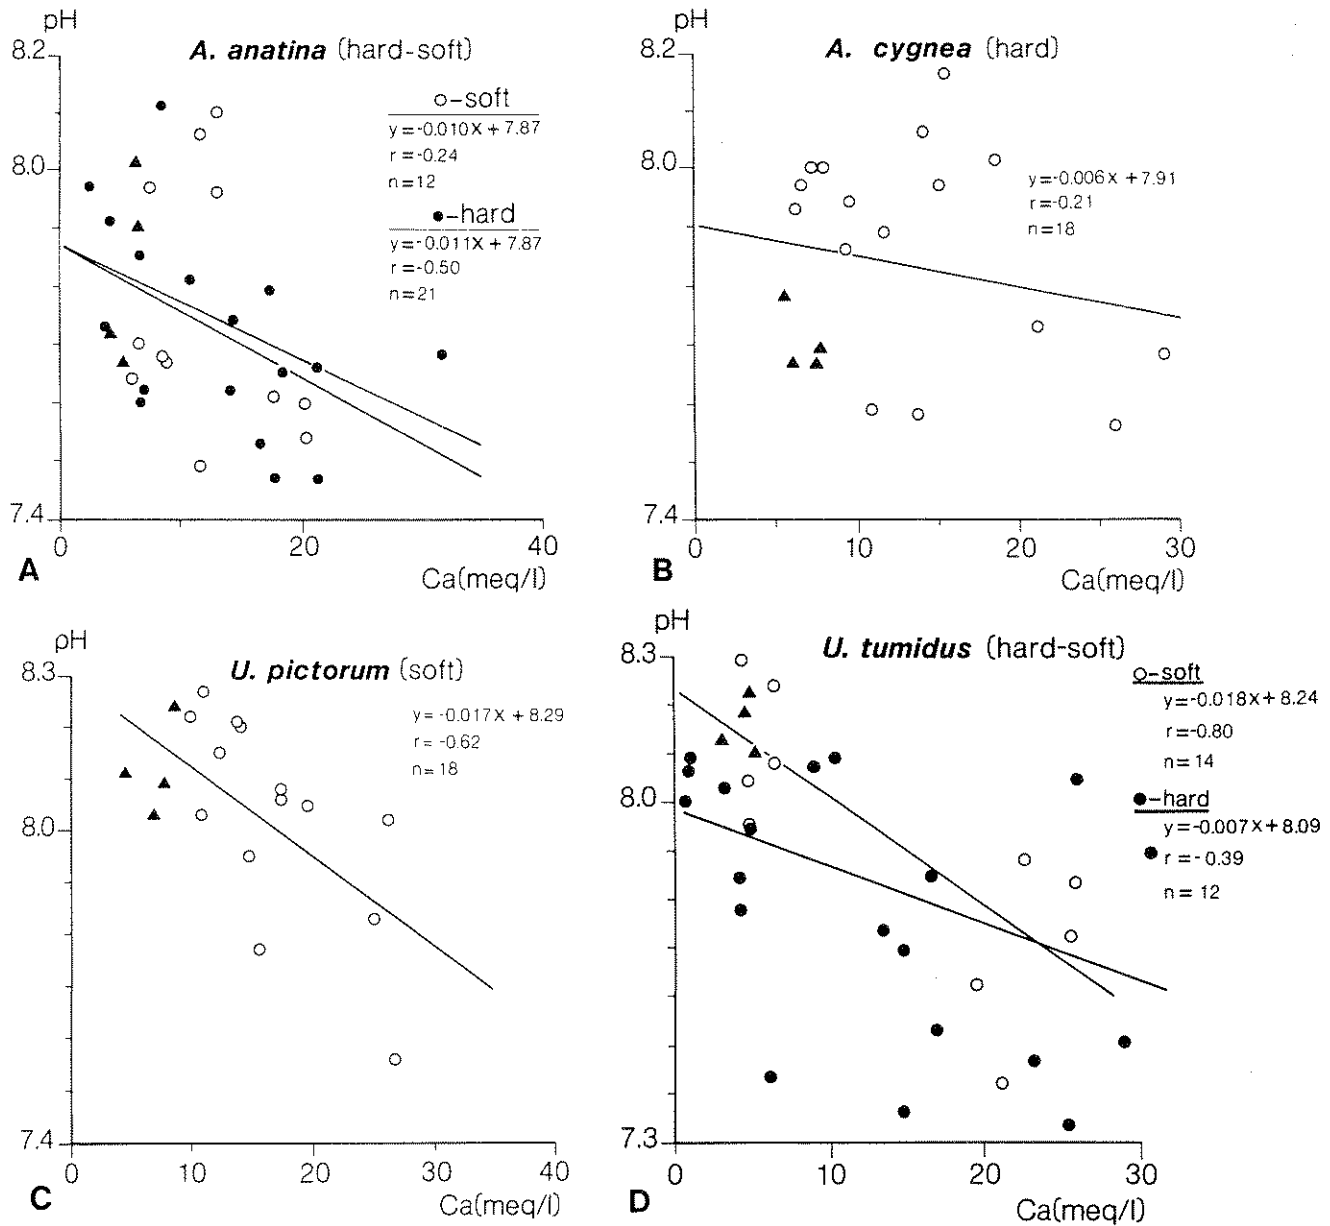 pH
8.2
A. anatina (hard-soft)
o-soft
y=-0.010X + 7.87
r=-0.24
n=12
8.0
●-hard
y=-0.011X + 7.87
r=-0.50
n=21
7.4
0 20 40
A
Ca(meq/l)
pH
8.2
A. cygnea (hard)
8.0
y=-0.006X + 7.91
r=-0.21
n=18
7.4
0 10 20 30
B
Ca(meq/l)
pH
8.3
U. pictorum (soft)
y= -0.017X + 8.29
r= -0.62
n=18
8.0
7.4
0 10 20 30 40
C
Ca(meq/l)
pH
8.3
U. tumidus (hard-soft)
O-soft
y=-0.018X+8.24
r=-0.80
n=14
8.0
●-hard
y=-0.007X+8.09
r=-0.39
n=12
7.3
0 10 20 30
D
Ca(meq/l)